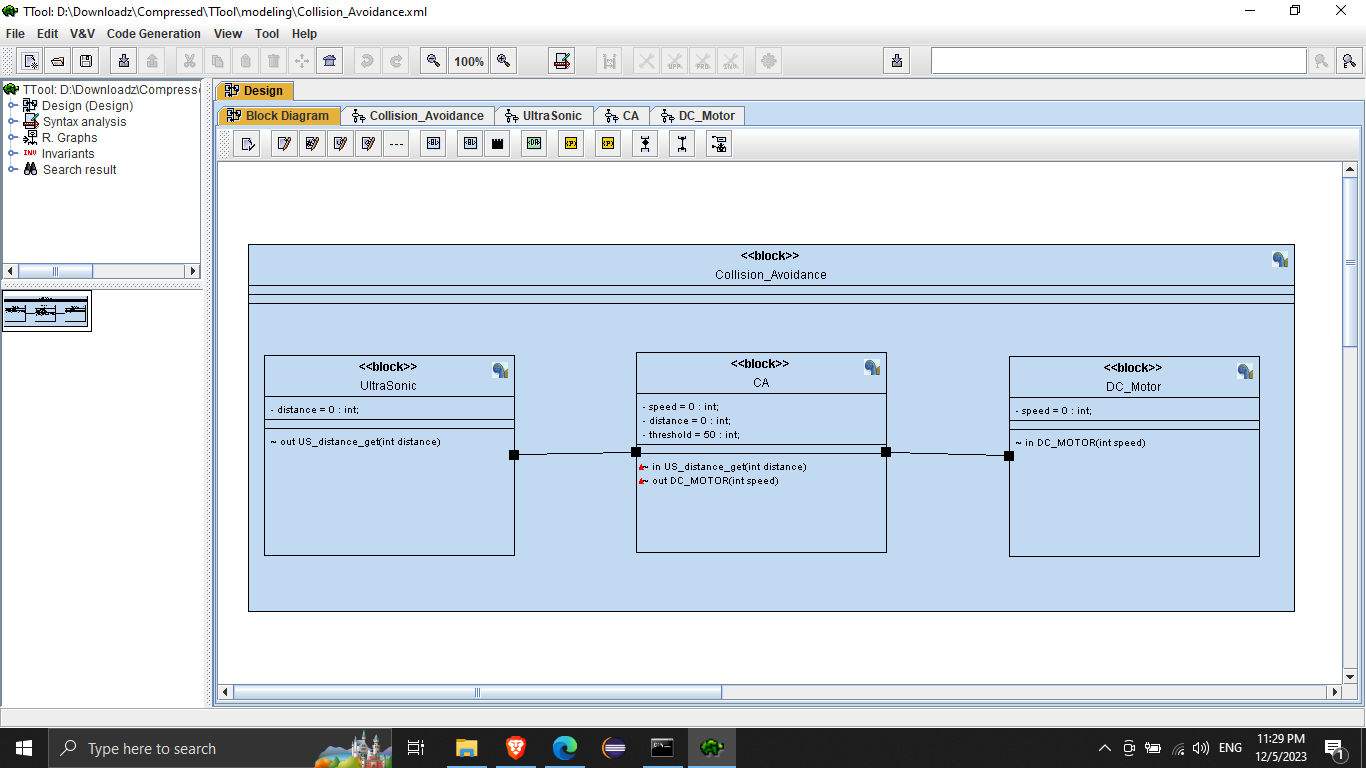 TTool: D:\Downloadz\Compressed\TTool\modeling\Collision_Avoidance.xml
File Edit V&V Code Generation View Tool Help
100%
TTool: D:\Downloadz\Compresse
Design (Design)
Syntax analysis
R. Graphs
INV Invariants
Search result
Design
Block Diagram Collision_Avoidance UltraSonic CA DC_Motor
<<block>>
Collision_Avoidance
<<block>>
UltraSonic
- distance = 0 : int;
~ out US_distance_get(int distance)
<<block>>
CA
- speed = 0 : int;
- distance = 0 : int;
- threshold = 50 : int;
~ in US_distance_get(int distance)
~ out DC_MOTOR(int speed)
<<block>>
DC_Motor
- speed = 0 : int;
~ in DC_MOTOR(int speed)
Type here to search
ENG
11:29 PM
12/5/2023
1